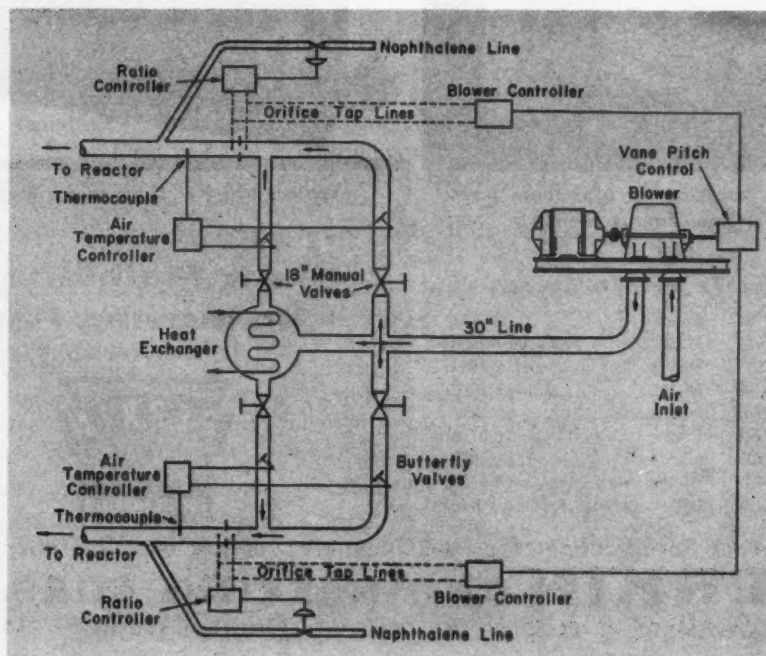 Naphthalene Line
Ratio
Controller
Blower Controller
Orifice Tap Lines
To Reactor
Thermocouple
Vane Pitch
Control
Blower
Air
Temperature
Controller
18" Manual
Valves
Heat
Exchanger
30" Line
Air
Inlet
Air
Temperature
Controller
Butterfly
Valves
Thermocouple
To Reactor
Orifice Tap Lines
Blower Controller
Ratio
Controller
Naphthalene Line